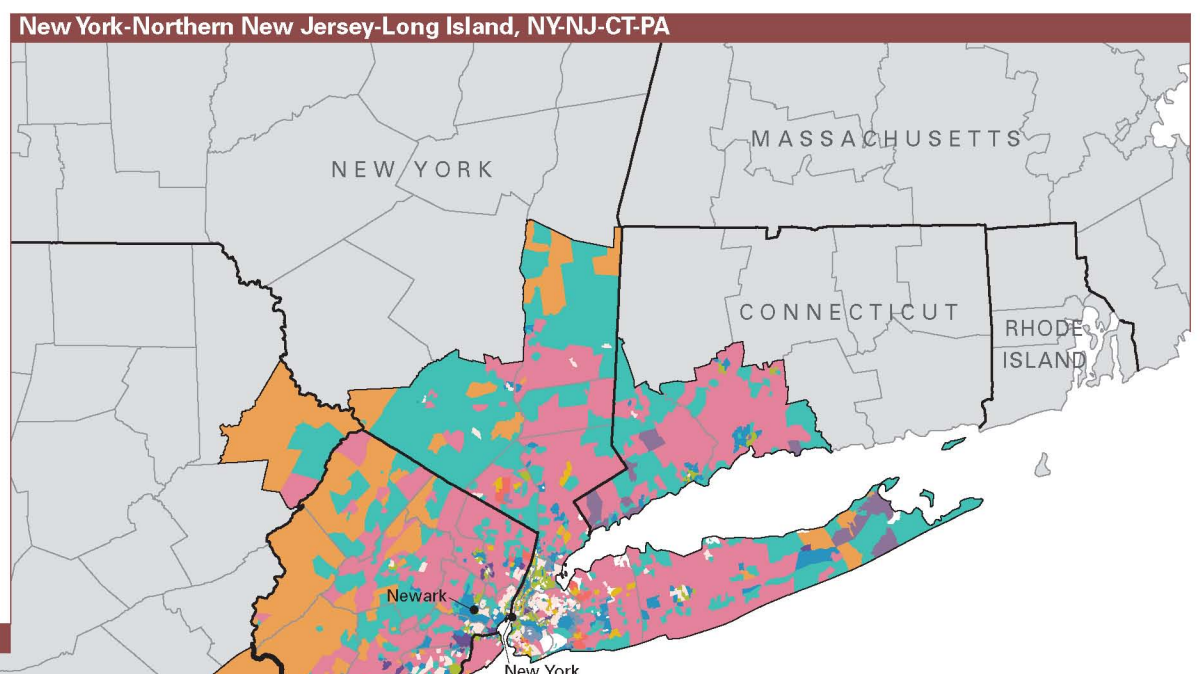 New York-Northern New Jersey-Long Island, NY-NJ-CT-PA
MASSACHUSETTS
NEW YORK
CONNECTICUT
RHODE
ISLAND
Newark
New York